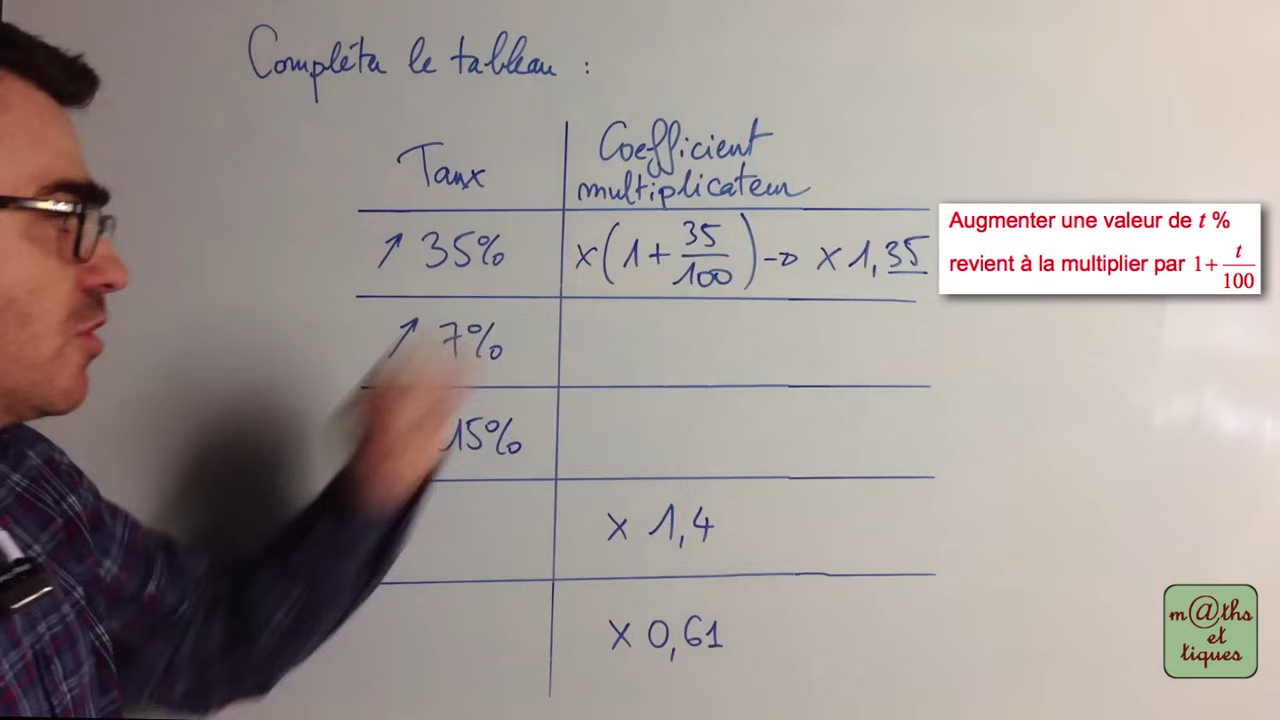 Compléter le tableau :
Taux
Coefficient
multiplicateur
↗ 35%
×(1+35/100)→ ×1,35
↗ 7%
15%
× 1,4
× 0,61
Augmenter une valeur de t %
revient à la multiplier par 1+t/100
m@ths
et
tiques